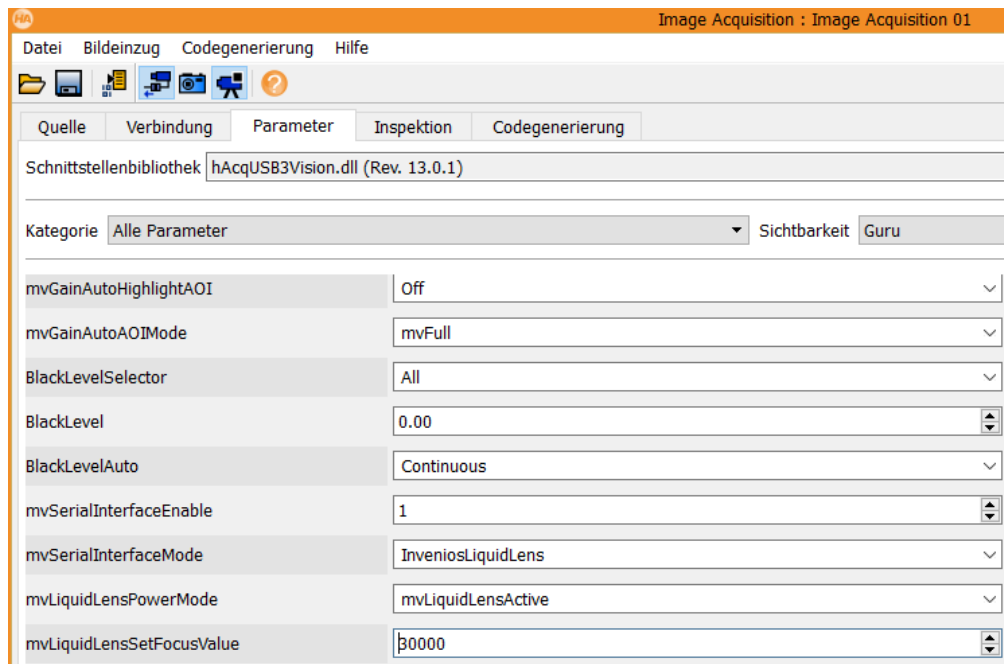 HA Image Acquisition : Image Acquisition 01
Datei Bildeinzug Codegenerierung Hilfe
Quelle Verbindung Parameter Inspektion Codegenerierung
Schnittstellenbibliothek hAcqUSB3Vision.dll (Rev. 13.0.1)
Kategorie Alle Parameter Sichtbarkeit Guru
mvGainAutoHighlightAOI Off
mvGainAutoAOIMode mvFull
BlackLevelSelector All
BlackLevel 0.00
BlackLevelAuto Continuous
mvSerialInterfaceEnable 1
mvSerialInterfaceMode InveniosLiquidLens
mvLiquidLensPowerMode mvLiquidLensActive
mvLiquidLensSetFocusValue 30000